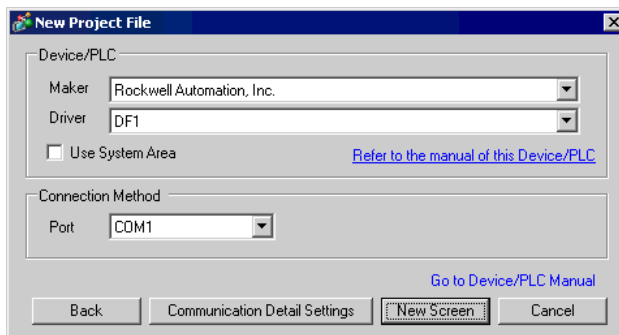 New Project File
Device/PLC
Maker Rockwell Automation, Inc.
Driver DF1
Use System Area Refer to the manual of this Device/PLC
Connection Method
Port COM1
Go to Device/PLC Manual
Back Communication Detail Settings New Screen Cancel